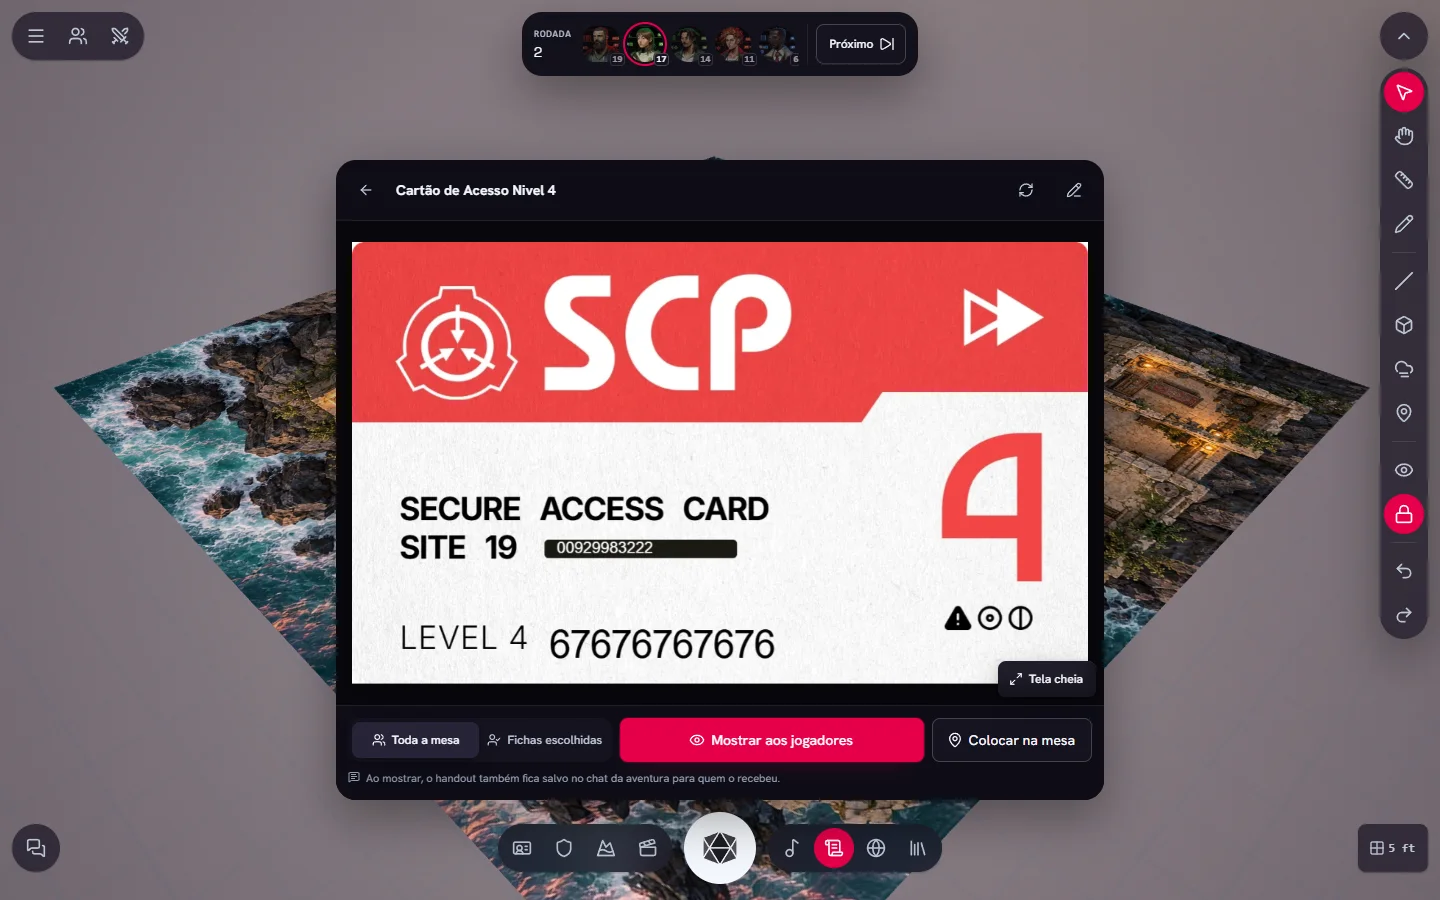 RODADA
2
19
17
14
11
6
Próximo
Cartão de Acesso Nivel 4
SCP
4
SECURE ACCESS CARD
SITE 19 00929983222
LEVEL 4 67676767676
Tela cheia
Toda a mesa
Fichas escolhidas
Mostrar aos jogadores
Colocar na mesa
Ao mostrar, o handout também fica salvo no chat da aventura para quem o recebeu.
5 ft